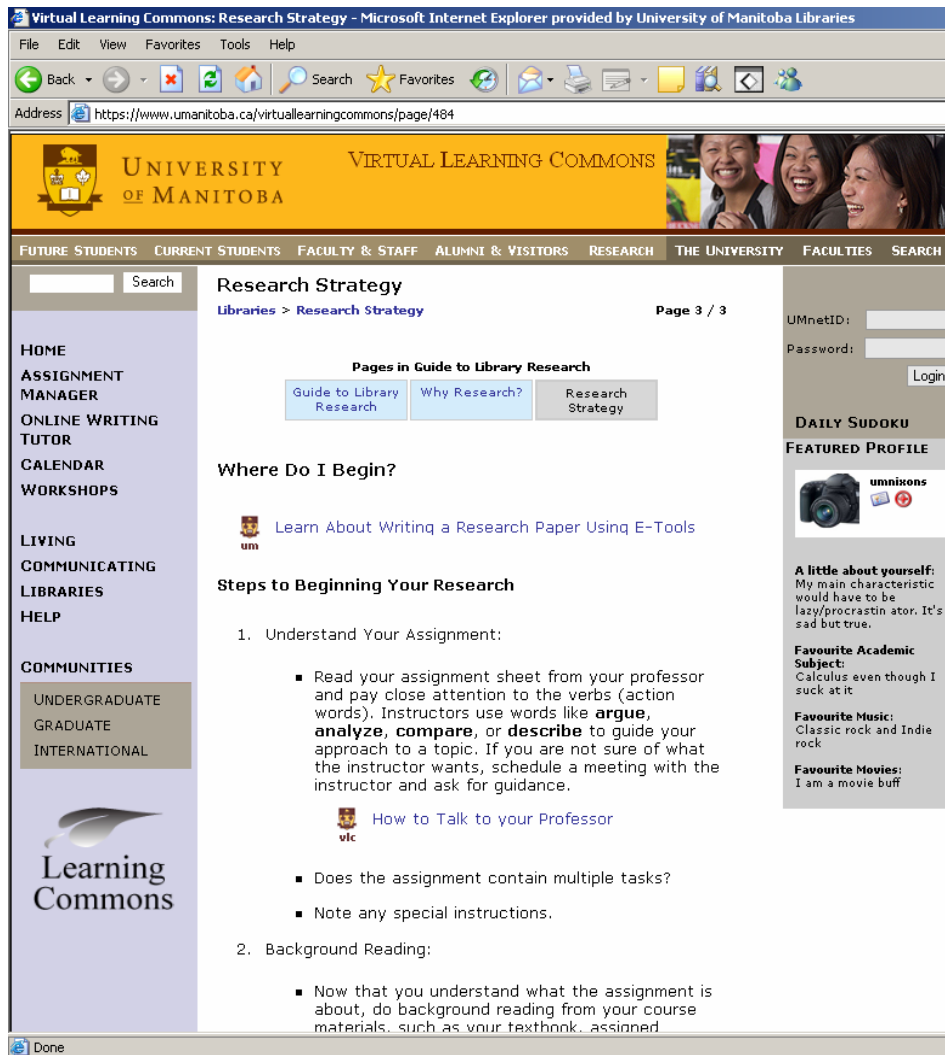 Virtual Learning Commons: Research Strategy - Microsoft Internet Explorer provided by University of Manitoba Libraries
File Edit View Favorites Tools Help
Back Search Favorites
Address https://www.umanitoba.ca/virtuallearningcommons/page/484
UNIVERSITY
OF MANITOBA
VIRTUAL LEARNING COMMONS
FUTURE STUDENTS CURRENT STUDENTS FACULTY & STAFF ALUMNI & VISITORS RESEARCH THE UNIVERSITY FACULTIES SEARCH
Search
HOME
ASSIGNMENT
MANAGER
ONLINE WRITING
TUTOR
CALENDAR
WORKSHOPS
LIVING
COMMUNICATING
LIBRARIES
HELP
COMMUNITIES
UNDERGRADUATE
GRADUATE
INTERNATIONAL
Learning
Commons
Research Strategy
Libraries > Research Strategy Page 3 / 3
Pages in Guide to Library Research
Guide to Library
Research
Why Research?
Research
Strategy
Where Do I Begin?
um
Learn About Writing a Research Paper Using E-Tools
Steps to Beginning Your Research
1. Understand Your Assignment:
▪ Read your assignment sheet from your professor
and pay close attention to the verbs (action
words). Instructors use words like argue,
analyze, compare, or describe to guide your
approach to a topic. If you are not sure of what
the instructor wants, schedule a meeting with the
instructor and ask for guidance.
vlc
How to Talk to your Professor
▪ Does the assignment contain multiple tasks?
▪ Note any special instructions.
2. Background Reading:
▪ Now that you understand what the assignment is
about, do background reading from your course
materials, such as your textbook, assigned
UMnetID:
Password:
Login
DAILY SUDOKU
FEATURED PROFILE
umnixons
A little about yourself:
My main characteristic
would have to be
lazy/procrastin ator. It's
sad but true.
Favourite Academic
Subject:
Calculus even though I
suck at it
Favourite Music:
Classic rock and Indie
rock
Favourite Movies:
I am a movie buff
Done